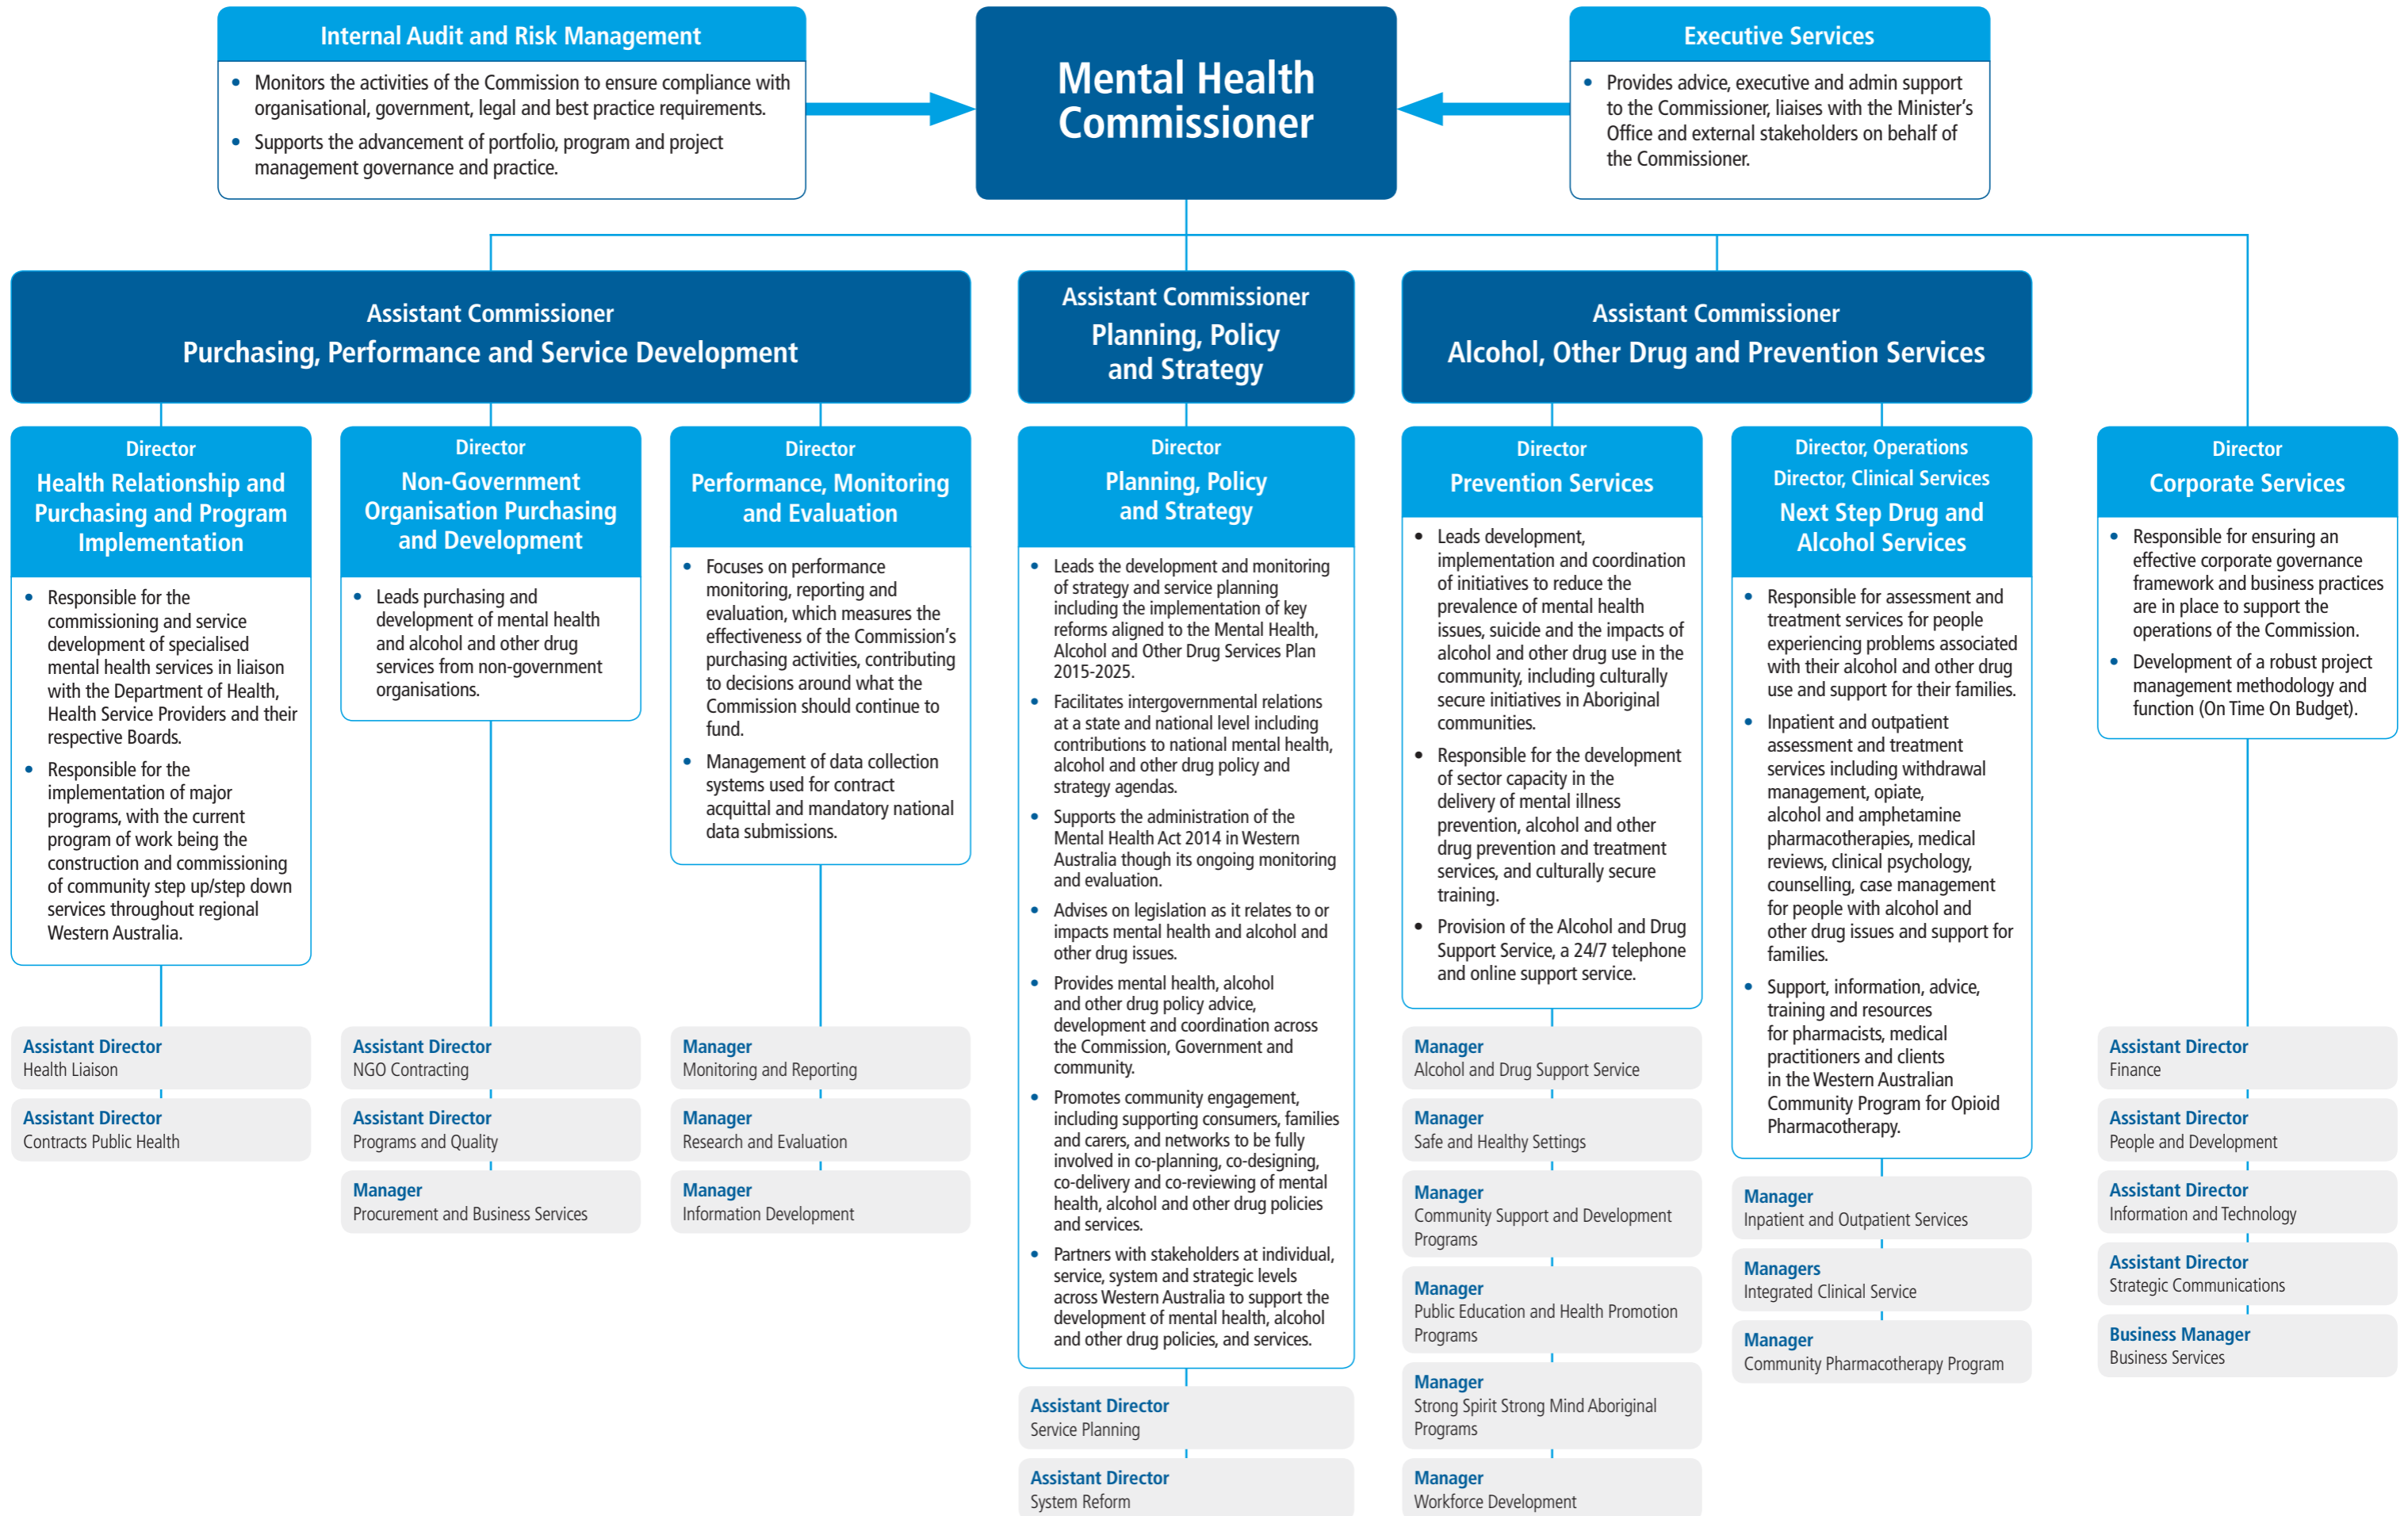 Internal Audit and Risk Management
• Monitors the activities of the Commission to ensure compliance with
organisational, government, legal and best practice requirements.
• Supports the advancement of portfolio, program and project
management governance and practice.
Mental Health
Commissioner
Executive Services
• Provides advice, executive and admin support
to the Commissioner, liaises with the Minister’s
Office and external stakeholders on behalf of
the Commissioner.
Assistant Commissioner
Purchasing, Performance and Service Development
Assistant Commissioner
Planning, Policy
and Strategy
Assistant Commissioner
Alcohol, Other Drug and Prevention Services
Director
Health Relationship and
Purchasing and Program
Implementation
• Responsible for the
commissioning and service
development of specialised
mental health services in liaison
with the Department of Health,
Health Service Providers and their
respective Boards.
• Responsible for the
implementation of major
programs, with the current
program of work being the
construction and commissioning
of community step up/step down
services throughout regional
Western Australia.
Assistant Director
Health Liaison
Assistant Director
Contracts Public Health
Director
Non-Government
Organisation Purchasing
and Development
• Leads purchasing and
development of mental health
and alcohol and other drug
services from non-government
organisations.
Assistant Director
NGO Contracting
Assistant Director
Programs and Quality
Manager
Procurement and Business Services
Director
Performance, Monitoring
and Evaluation
• Focuses on performance
monitoring, reporting and
evaluation, which measures the
effectiveness of the Commission’s
purchasing activities, contributing
to decisions around what the
Commission should continue to
fund.
• Management of data collection
systems used for contract
acquittal and mandatory national
data submissions.
Manager
Monitoring and Reporting
Manager
Research and Evaluation
Manager
Information Development
Director
Planning, Policy
and Strategy
• Leads the development and monitoring
of strategy and service planning
including the implementation of key
reforms aligned to the Mental Health,
Alcohol and Other Drug Services Plan
2015-2025.
• Facilitates intergovernmental relations
at a state and national level including
contributions to national mental health,
alcohol and other drug policy and
strategy agendas.
• Supports the administration of the
Mental Health Act 2014 in Western
Australia though its ongoing monitoring
and evaluation.
• Advises on legislation as it relates to or
impacts mental health and alcohol and
other drug issues.
• Provides mental health, alcohol
and other drug policy advice,
development and coordination across
the Commission, Government and
community.
• Promotes community engagement,
including supporting consumers, families
and carers, and networks to be fully
involved in co-planning, co-designing,
co-delivery and co-reviewing of mental
health, alcohol and other drug policies
and services.
• Partners with stakeholders at individual,
service, system and strategic levels
across Western Australia to support the
development of mental health, alcohol
and other drug policies, and services.
Assistant Director
Service Planning
Assistant Director
System Reform
Director
Prevention Services
• Leads development,
implementation and coordination
of initiatives to reduce the
prevalence of mental health
issues, suicide and the impacts of
alcohol and other drug use in the
community, including culturally
secure initiatives in Aboriginal
communities.
• Responsible for the development
of sector capacity in the
delivery of mental illness
prevention, alcohol and other
drug prevention and treatment
services, and culturally secure
training.
• Provision of the Alcohol and Drug
Support Service, a 24/7 telephone
and online support service.
Manager
Alcohol and Drug Support Service
Manager
Safe and Healthy Settings
Manager
Community Support and Development
Programs
Manager
Public Education and Health Promotion
Programs
Manager
Strong Spirit Strong Mind Aboriginal
Programs
Manager
Workforce Development
Director, Operations
Director, Clinical Services
Next Step Drug and
Alcohol Services
• Responsible for assessment and
treatment services for people
experiencing problems associated
with their alcohol and other drug
use and support for their families.
• Inpatient and outpatient
assessment and treatment
services including withdrawal
management, opiate,
alcohol and amphetamine
pharmacotherapies, medical
reviews, clinical psychology,
counselling, case management
for people with alcohol and
other drug issues and support for
families.
• Support, information, advice,
training and resources
for pharmacists, medical
practitioners and clients
in the Western Australian
Community Program for Opioid
Pharmacotherapy.
Manager
Inpatient and Outpatient Services
Managers
Integrated Clinical Service
Manager
Community Pharmacotherapy Program
Director
Corporate Services
• Responsible for ensuring an
effective corporate governance
framework and business practices
are in place to support the
operations of the Commission.
• Development of a robust project
management methodology and
function (On Time On Budget).
Assistant Director
Finance
Assistant Director
People and Development
Assistant Director
Information and Technology
Assistant Director
Strategic Communications
Business Manager
Business Services